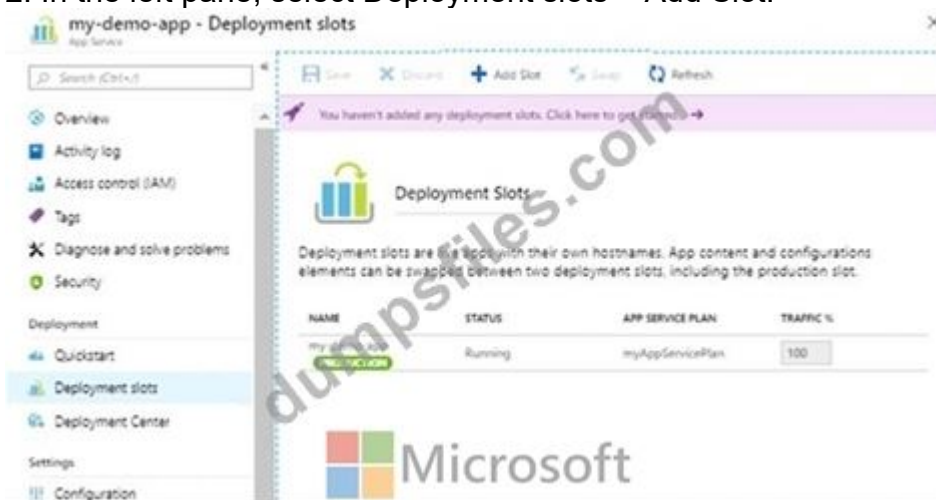 2. In the left pane, select Deployment slots > Add Slot.
my-demo-app - Deployment slots
App Service
Search (Ctrl+/)
Save Discard Add Slot Swap Refresh
You haven't added any deployment slots. Click here to get started.
Overview
Activity log
Access control (IAM)
Tags
Diagnose and solve problems
Security
Deployment
Quickstart
Deployment slots
Deployment Center
Settings
Configuration
Deployment Slots
Deployment slots are live apps with their own hostnames. App content and configurations
elements can be swapped between two deployment slots, including the production slot.
NAME STATUS APP SERVICE PLAN TRAFFIC %
my-demo-app Running myAppServicePlan 100
PRODUCTION
dumpsfiles.com
Microsoft